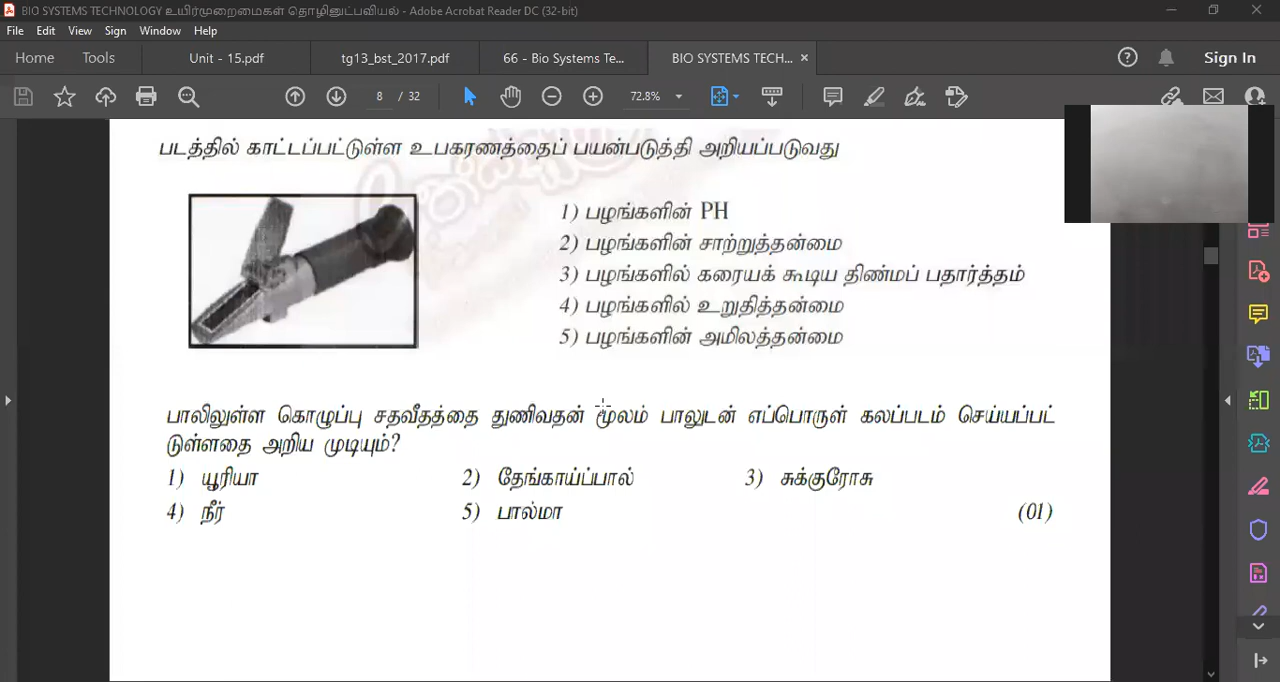 BIO SYSTEMS TECHNOLOGY உயிர்முறைமைகள் தொழினுட்பவியல் - Adobe Acrobat Reader DC (32-bit)
File Edit View Sign Window Help
Home Tools Unit - 15.pdf tg13_bst_2017.pdf 66 - Bio Systems Te... BIO SYSTEMS TECH... × Sign In
8 / 32 72.8%
படத்தில் காட்டப்பட்டுள்ள உபகரணத்தைப் பயன்படுத்தி அறியப்படுவது
1) பழங்களின் PH
2) பழங்களின் சாற்றுத்தன்மை
3) பழங்களில் கரையக் கூடிய திண்மப் பதார்த்தம்
4) பழங்களில் உறுதித்தன்மை
5) பழங்களின் அமிலத்தன்மை
பாலிலுள்ள கொழுப்பு சதவீதத்தை துணிவதன் மூலம் பாலுடன் எப்பொருள் கலப்படம் செய்யப்பட்
டுள்ளதை அறிய முடியும்?
1) யூரியா 2) தேங்காய்ப்பால் 3) சுக்குரோசு
4) நீர் 5) பால்மா (01)